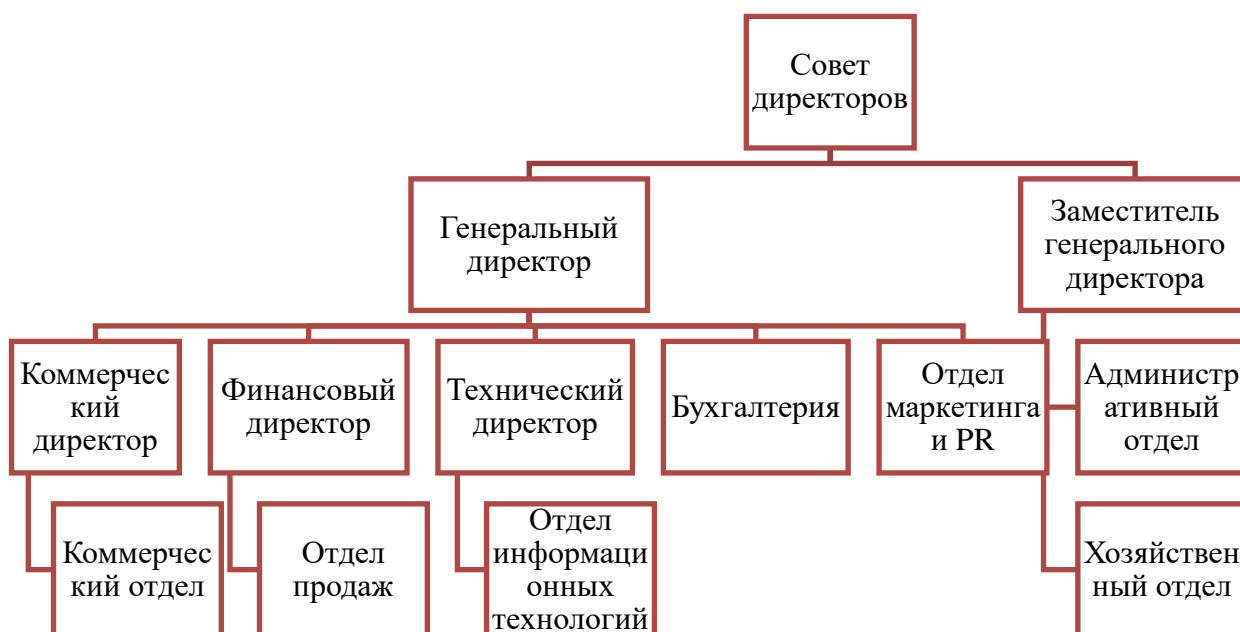 Совет
директоров
Генеральный
директор
Заместитель
генерального
директора
Коммерчес
кий
директор
Финансовый
директор
Технический
директор
Бухгалтерия
Отдел
маркетинга
и PR
Администр
ативный
отдел
Коммерчес
кий отдел
Отдел
продаж
Отдел
информаци
онных
технологий
Хозяйствен
ный отдел